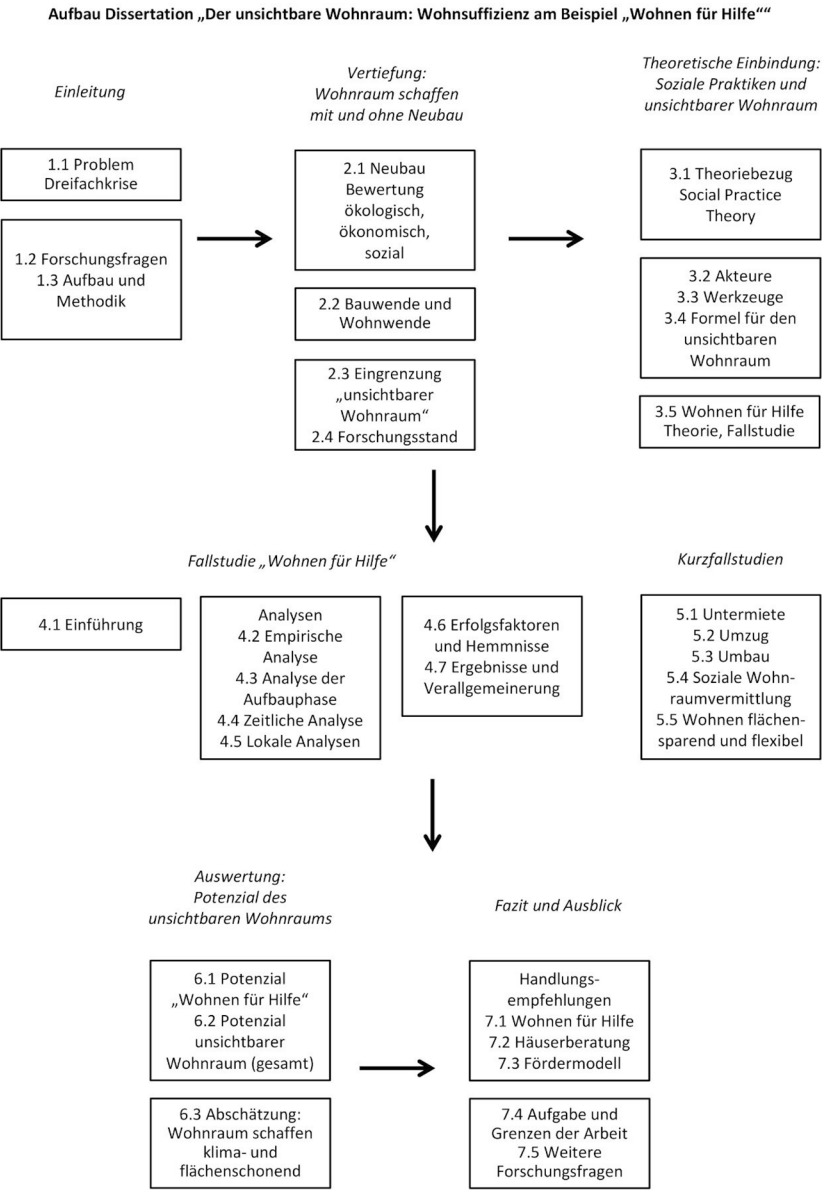 Aufbau Dissertation „Der unsichtbare Wohnraum: Wohnsuffizienz am Beispiel „Wohnen für Hilfe““
Einleitung
1.1 Problem
Dreifachkrise
1.2 Forschungsfragen
1.3 Aufbau und
Methodik
Vertiefung:
Wohnraum schaffen
mit und ohne Neubau
2.1 Neubau
Bewertung
ökologisch,
ökonomisch,
sozial
2.2 Bauwende und
Wohnwende
2.3 Eingrenzung
„unsichtbarer
Wohnraum“
2.4 Forschungsstand
Theoretische Einbindung:
Soziale Praktiken und
unsichtbarer Wohnraum
3.1 Theoriebezug
Social Practice
Theory
3.2 Akteure
3.3 Werkzeuge
3.4 Formel für den
unsichtbaren
Wohnraum
3.5 Wohnen für Hilfe
Theorie, Fallstudie
Fallstudie „Wohnen für Hilfe“
4.1 Einführung
Analysen
4.2 Empirische
Analyse
4.3 Analyse der
Aufbauphase
4.4 Zeitliche Analyse
4.5 Lokale Analysen
4.6 Erfolgsfaktoren
und Hemmnisse
4.7 Ergebnisse und
Verallgemeinerung
Kurzfallstudien
5.1 Untermiete
5.2 Umzug
5.3 Umbau
5.4 Soziale Wohn-
raumvermittlung
5.5 Wohnen flächen-
sparend und flexibel
Auswertung:
Potenzial des
unsichtbaren Wohnraums
6.1 Potenzial
„Wohnen für Hilfe“
6.2 Potenzial
unsichtbarer
Wohnraum (gesamt)
6.3 Abschätzung:
Wohnraum schaffen
klima- und
flächenschonend
Fazit und Ausblick
Handlungs-
empfehlungen
7.1 Wohnen für Hilfe
7.2 Häuserberatung
7.3 Fördermodell
7.4 Aufgabe und
Grenzen der Arbeit
7.5 Weitere
Forschungsfragen